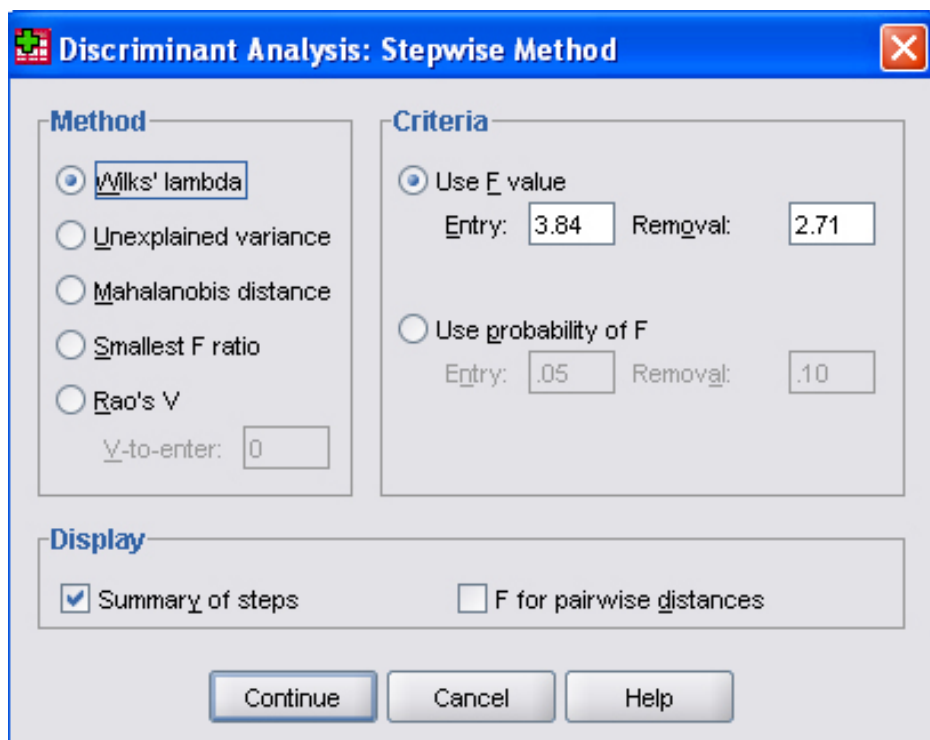 Discriminant Analysis: Stepwise Method
Method
Wilks' lambda
Unexplained variance
Mahalanobis distance
Smallest F ratio
Rao's V
V-to-enter: 0
Criteria
Use F value
Entry: 3.84 Removal: 2.71
Use probability of F
Entry: .05 Removal: .10
Display
Summary of steps F for pairwise distances
Continue Cancel Help